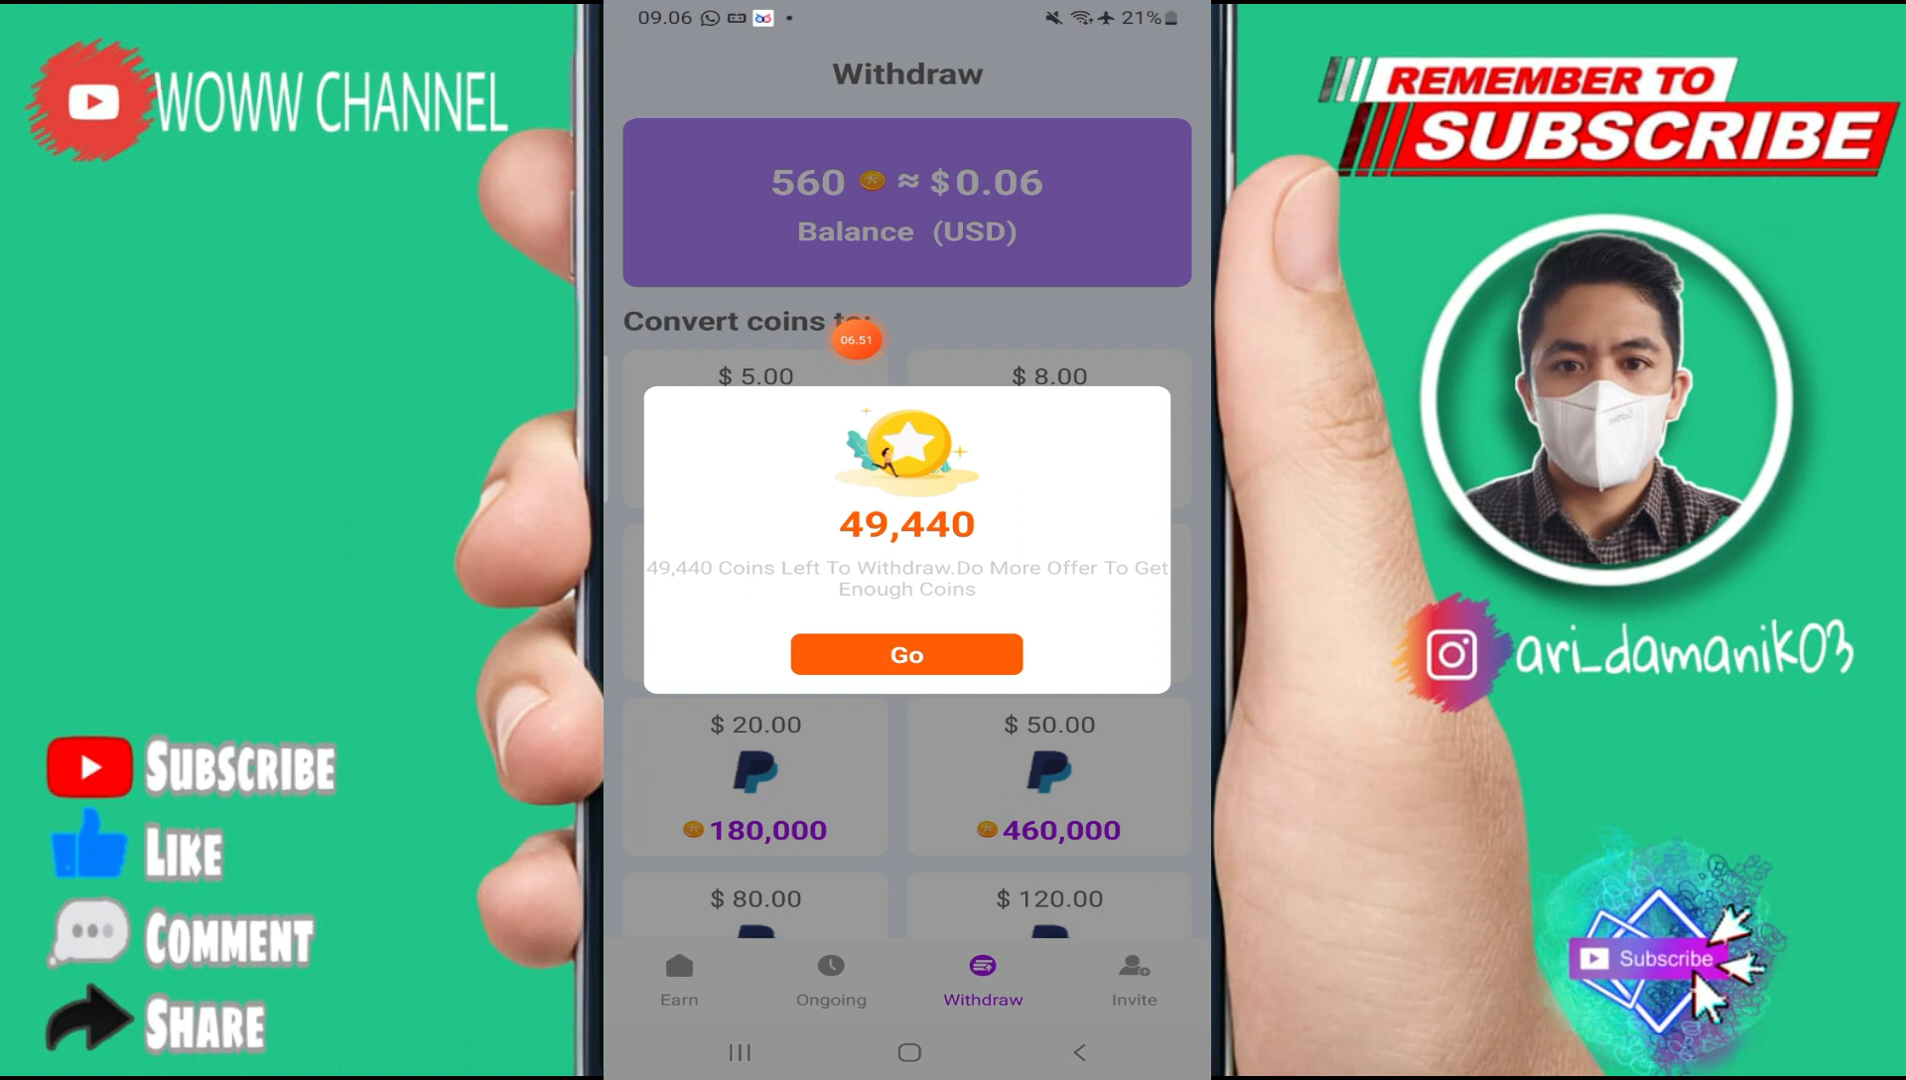 WOWW CHANNEL
09.06
21%
Withdraw
560 ≈ $0.06
Balance (USD)
Convert coins to:
06.51
$ 5.00
$ 8.00
49,440
49,440 Coins Left To Withdraw.Do More Offer To Get
Enough Coins
Go
$ 20.00
$ 50.00
180,000
460,000
$ 80.00
$ 120.00
Earn
Ongoing
Withdraw
Invite
REMEMBER TO
SUBSCRIBE
ari_damanik03
SUBSCRIBE
LIKE
COMMENT
SHARE
Subscribe